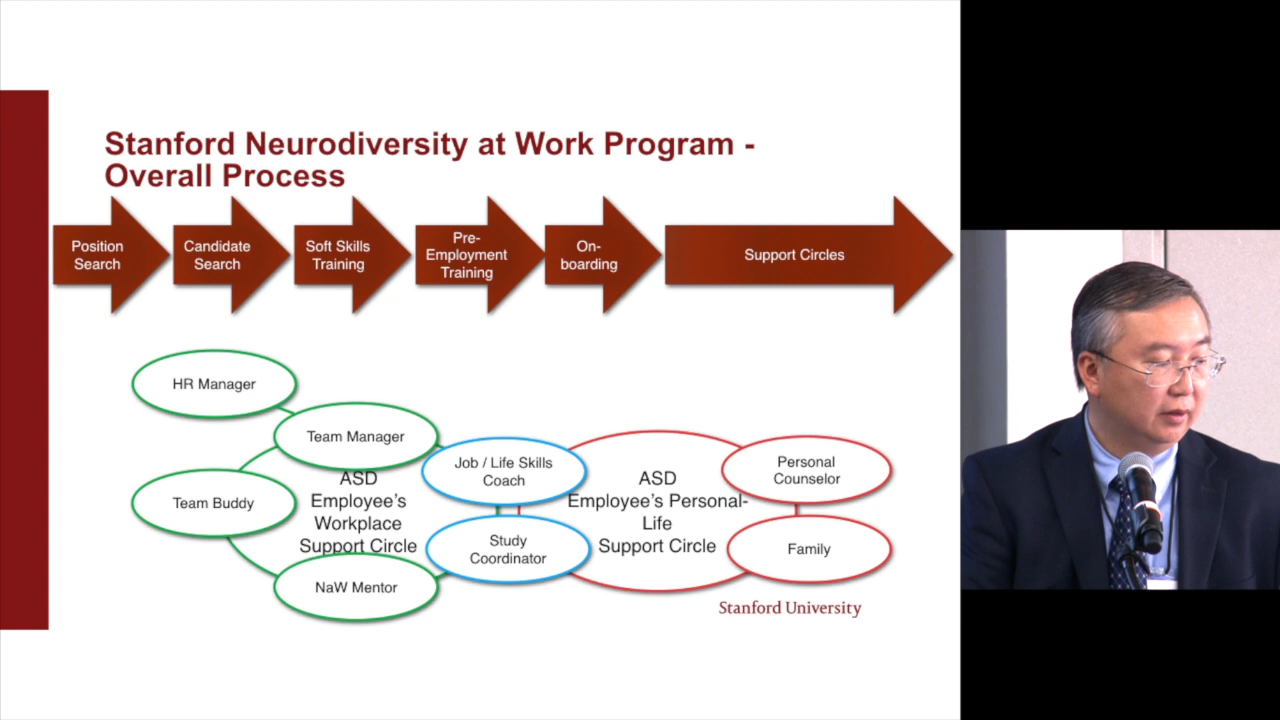 Stanford Neurodiversity at Work Program -
Overall Process
Position
Search
Candidate
Search
Soft Skills
Training
Pre-
Employment
Training
On-
boarding
Support Circles
HR Manager
Team Manager
Team Buddy
NaW Mentor
ASD
Employee’s
Workplace
Support Circle
Job / Life Skills
Coach
Study
Coordinator
ASD
Employee’s Personal-
Life
Support Circle
Personal
Counselor
Family
Stanford University